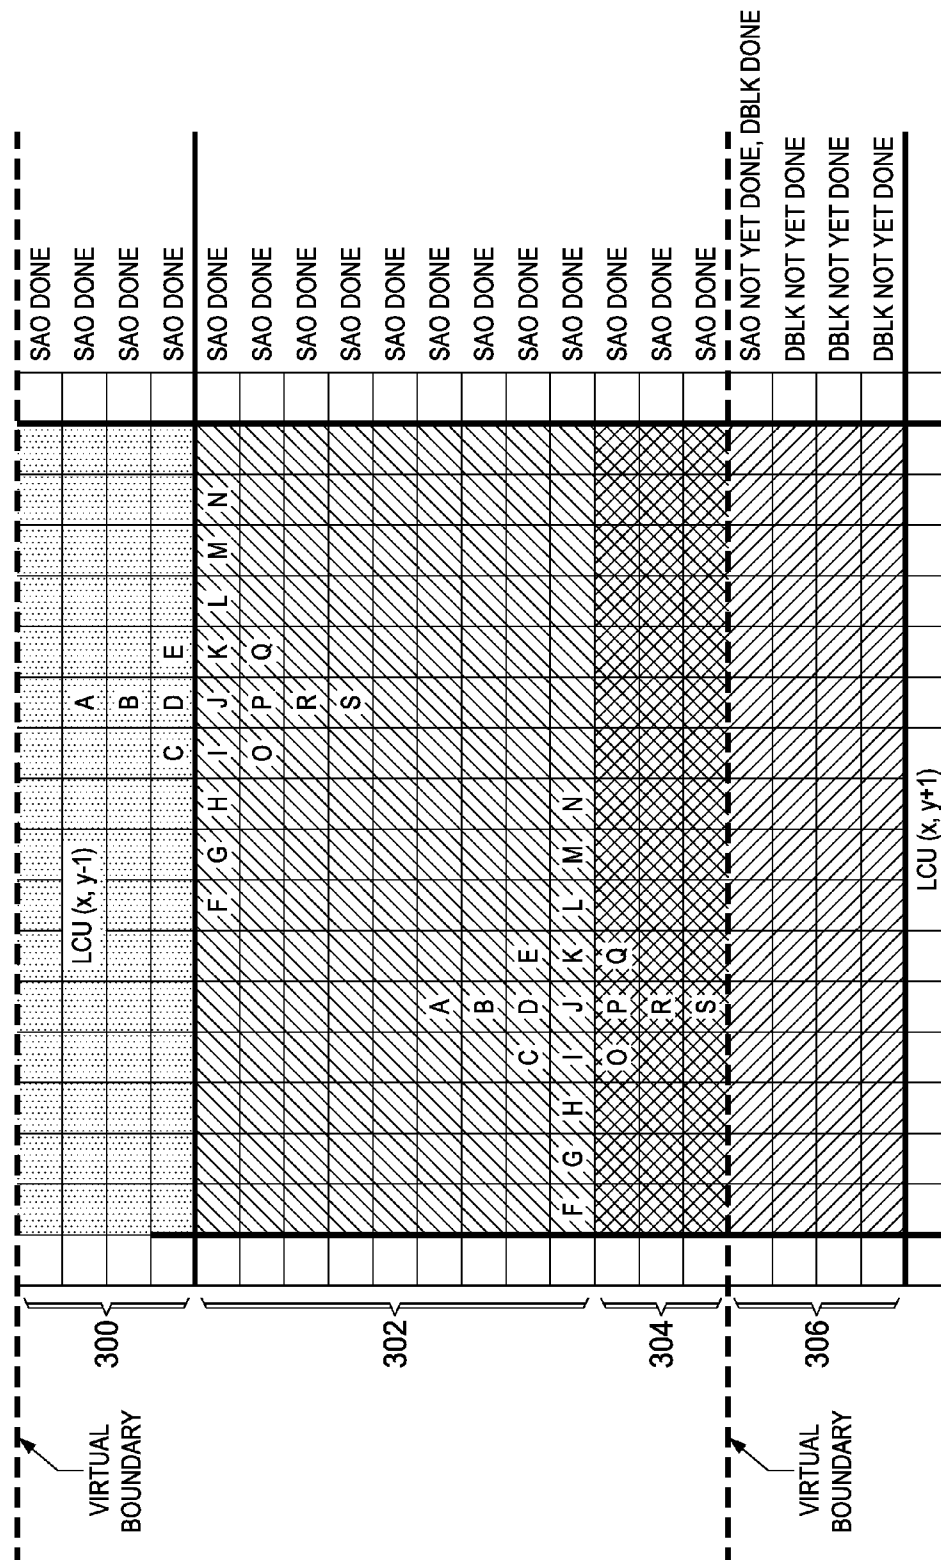 SAO DONE
LCU (x, y-1) A SAO DONE
300 B SAO DONE
VIRTUAL BOUNDARY
C D E SAO DONE
F G H I J K L M N SAO DONE
O P Q SAO DONE
R SAO DONE
S SAO DONE
302 SAO DONE
A SAO DONE
B SAO DONE
C D E SAO DONE
F G H I J K L M N SAO DONE
O P Q SAO DONE
304 R SAO DONE
S SAO DONE
SAO NOT YET DONE, DBLK DONE
DBLK NOT YET DONE
306 DBLK NOT YET DONE
VIRTUAL BOUNDARY
DBLK NOT YET DONE
LCU (x, y+1)